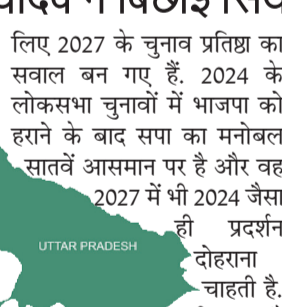 लिए 2027 के चुनाव प्रतिष्ठा का
सवाल बन गए हैं. 2024 के
लोकसभा चुनावों में भाजपा को
हराने के बाद सपा का मनोबल
सातवें आसमान पर है और वह
2027 में भी 2024 जैसा
ही प्रदर्शन
UTTAR PRADESH
दोहराना
चाहती है.